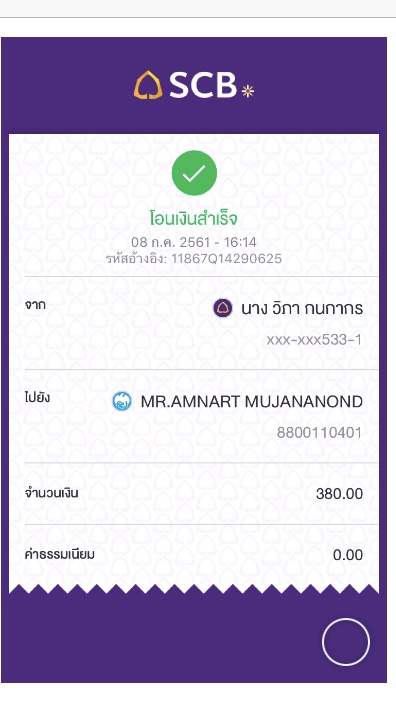 SCB
โอนเงินสำเร็จ
08 ก.ค. 2561 - 16:14
รหัสอ้างอิง: 11867Q14290625
จาก
นาง วิภา กนกากร
xxx-xxx533-1
ไปยัง
MR.AMNART MUJANANOND
8800110401
จำนวนเงิน 380.00
ค่าธรรมเนียม 0.00